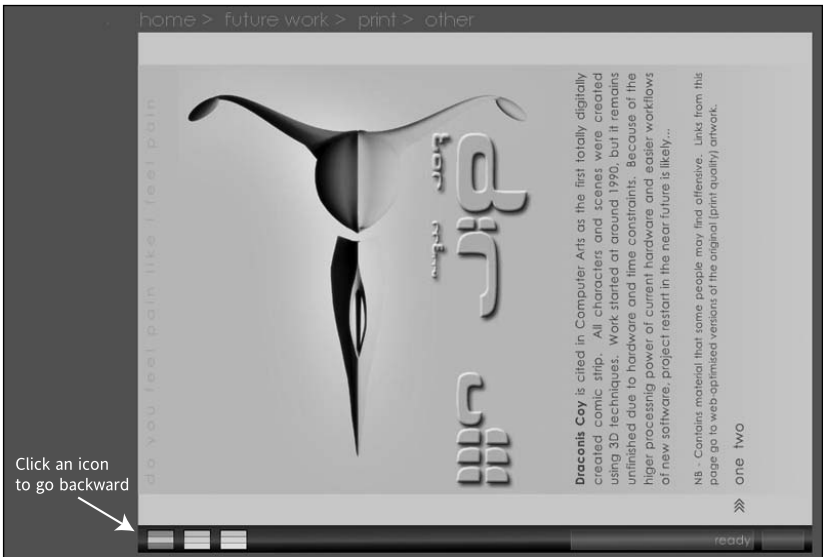 home > future work > print > other
do you feel pain like I feel pain
Draconis Coy is cited in Computer Arts as the first totally digitally
created comic strip. All characters and scenes were created
using 3D techniques. Work started at around 1990, but it remains
unfinished due to hardware and time constraints. Because of the
higer processnig power of current hardware and easier workflows
of new software, project restart in the near future is likely...
NB - Contains material that some people may find offensive. Links from this
page go to web-optimised versions of the original (print quality) artwork.
>>> one two
Click an icon
to go backward
ready